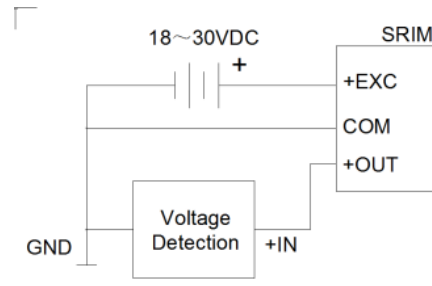 18～30VDC
SRIM
+
+EXC
COM
+OUT
Voltage
Detection
GND
+IN